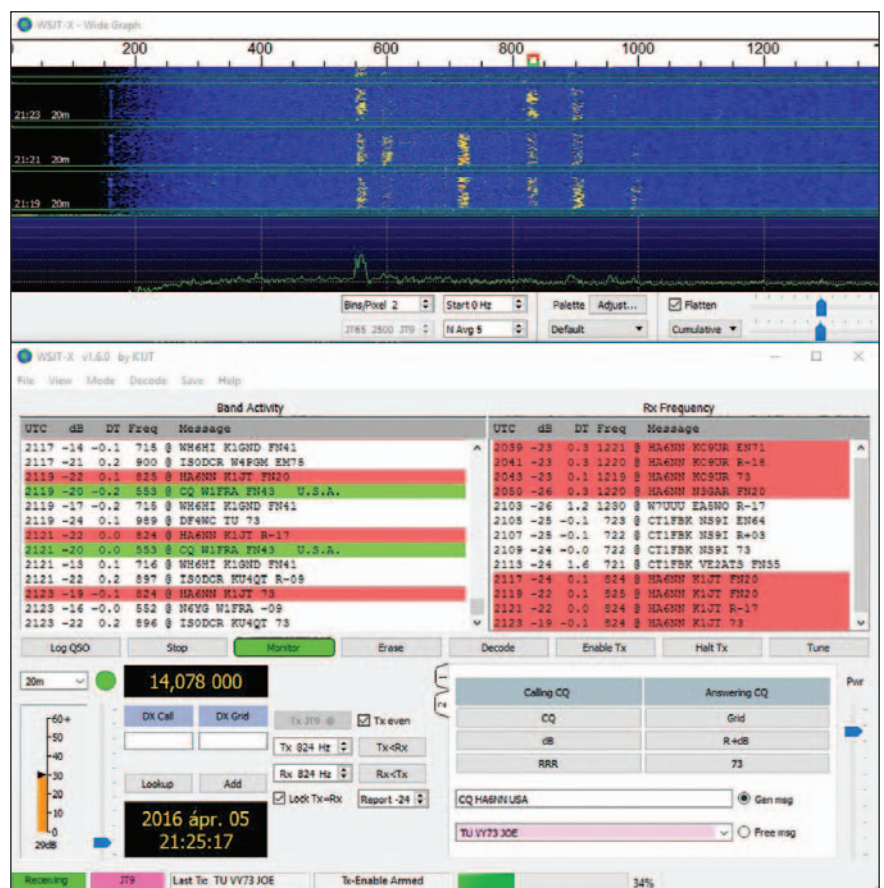 WSJT-X - Wide Graph
200 400 600 800 1000 1200
21:23 20m
21:21 20m
21:19 20m
Bins/Pixel 2 Start 0 Hz Palette Adjust... Flatten
JT65 2500 JT9 N Avg 5 Default Cumulative
WSJT-X v1.6.0 by K1JT
File View Mode Decode Save Help
Band Activity
UTC dB DT Freq Message
2117 -14 -0.1 715 @ WH6HI K1GND FN41
2117 -21 0.2 900 @ IS0DCR W4PGM EM75
2119 -22 0.1 825 @ HA6NN K1JT FN20
2119 -20 -0.2 553 @ CQ W1FRA FN43 U.S.A.
2119 -17 -0.2 715 @ WH6HI K1GND FN41
2119 -24 0.1 989 @ DF4WC TU 73
2121 -22 0.0 824 @ HA6NN K1JT R-17
2121 -20 0.0 553 @ CQ W1FRA FN43 U.S.A.
2121 -13 0.1 716 @ WH6HI K1GND FN41
2121 -22 0.2 897 @ IS0DCR KU4QT R-09
2123 -19 -0.1 824 @ HA6NN K1JT 73
2123 -16 -0.0 552 @ N6YG W1FRA -09
2123 -22 0.2 896 @ IS0DCR KU4QT 73
Rx Frequency
UTC dB DT Freq Message
2039 -23 0.3 1221 @ HA6NN KC9UR EN71
2041 -23 0.3 1220 @ HA6NN KC9UR R-16
2043 -23 0.1 1219 @ HA6NN KC9UR 73
2050 -26 0.3 1220 @ HA6NN N3GAR FN20
2103 -26 1.2 1230 @ W7UUU EA5WO R-17
2105 -25 -0.1 723 @ CT1FBK NS9I EN64
2107 -25 -0.1 722 @ CT1FBK NS9I R+03
2109 -24 -0.0 722 @ CT1FBK NS9I 73
2113 -24 1.6 721 @ CT1FBK VE2ATS FN35
2117 -24 0.1 824 @ HA6NN K1JT FN20
2119 -22 0.1 825 @ HA6NN K1JT FN20
2121 -22 0.0 824 @ HA6NN K1JT R-17
2123 -19 -0.1 824 @ HA6NN K1JT 73
Log QSO Stop Monitor Erase Decode Enable Tx Halt Tx Tune
20m 14,078 000
DX Call DX Grid Tx JT9 @ Tx even
Tx 824 Hz Tx<Rx
Rx 824 Hz Rx<Tx
Lookup Add Lock Tx=Rx Report -24
2016 ápr. 05
21:25:17
60+
50
40
30
20
10
0
29dB
1
2
Calling CQ Answering CQ
CQ Grid
dB R+dB
RRR 73
CQ HA6NN USA Gen msg
TU VY73 JOE Free msg
Pwr
Receiving JT9 Last Tx: TU VY73 JOE Tx-Enable Armed 34%